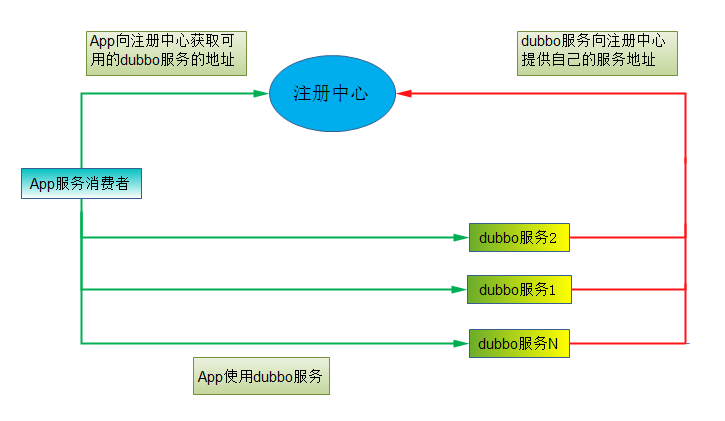 App向注册中心获取可
用的dubbo服务的地址
dubbo服务向注册中心
提供自己的服务地址
注册中心
App服务消费者
dubbo服务2
dubbo服务1
dubbo服务N
App使用dubbo服务